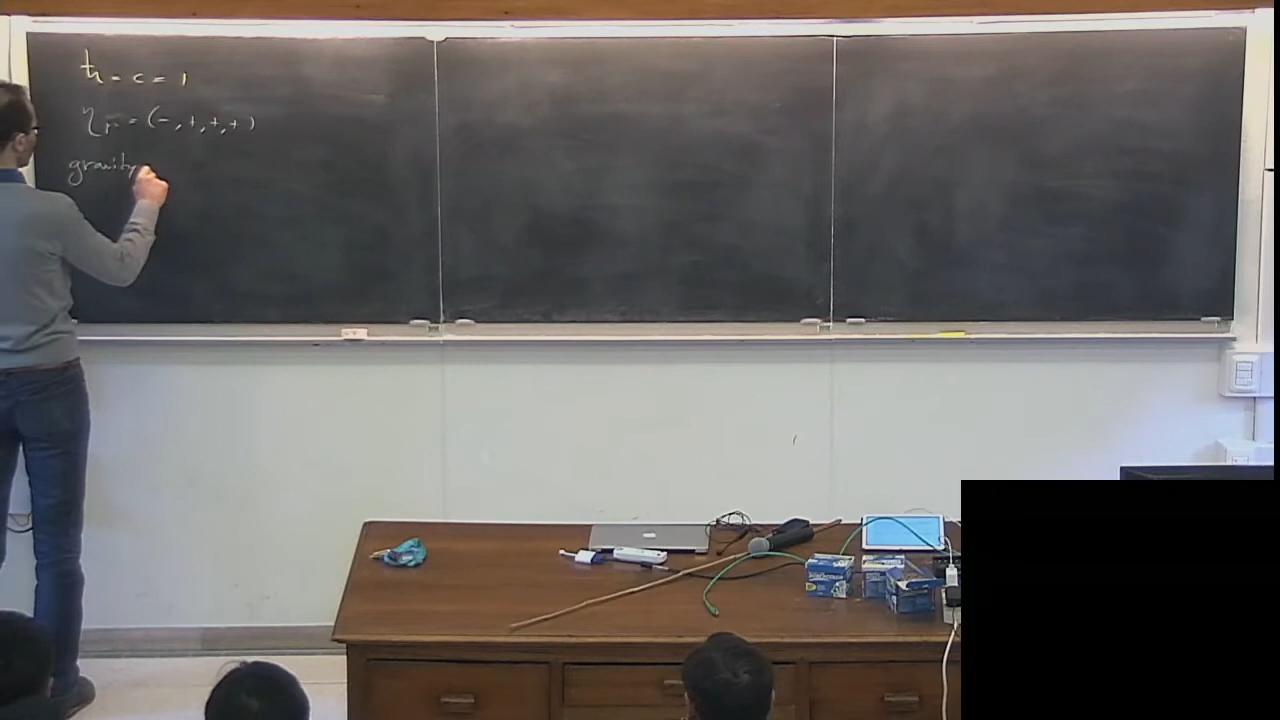 ħ = c = 1
η_μν = (-, +, +, +)
gravity